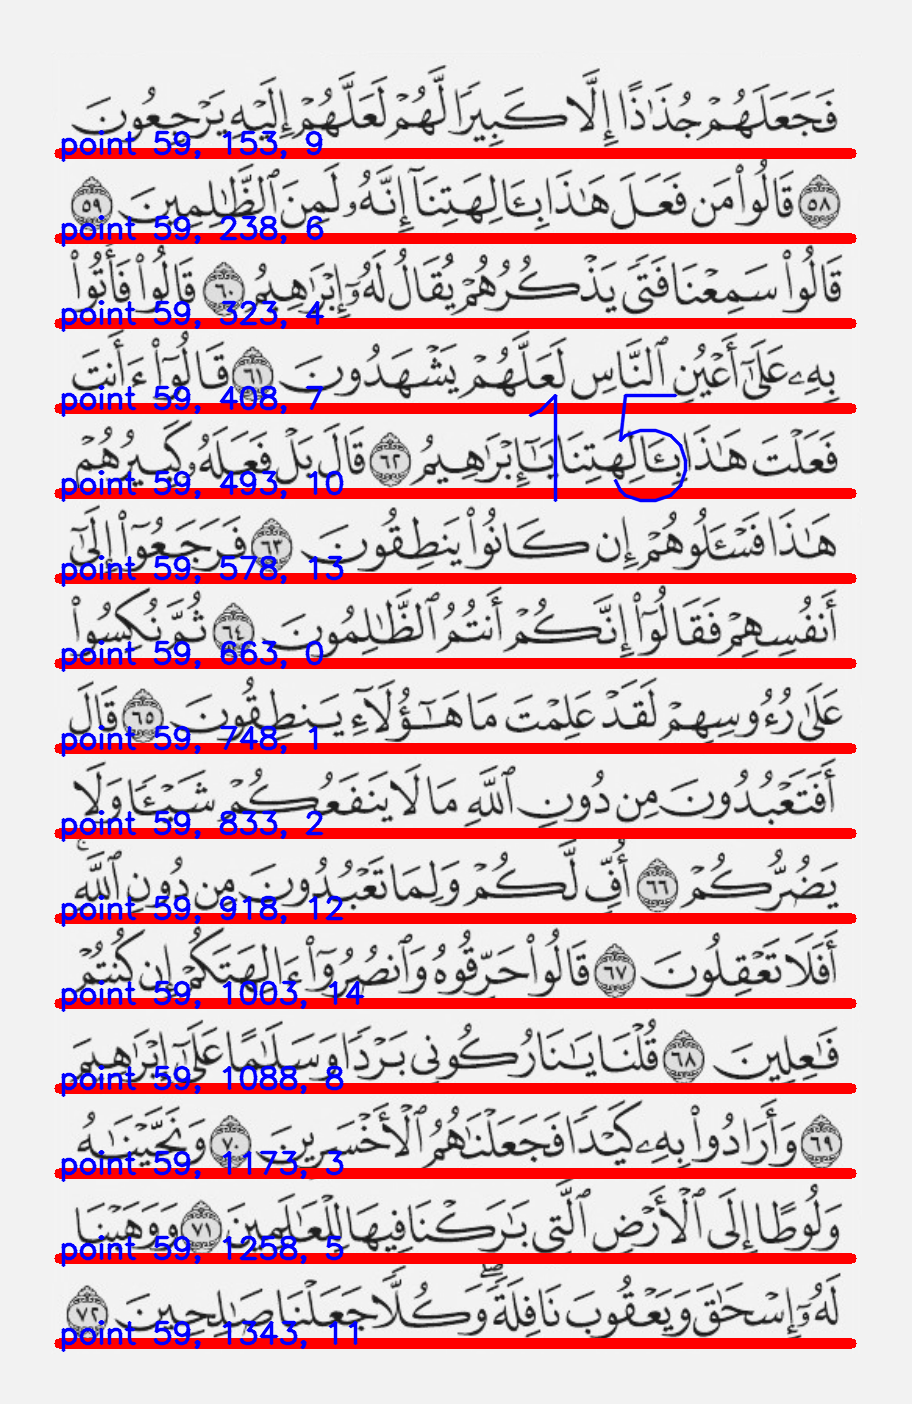 فَجَعَلَهُمْ جُذَٰذًا إِلَّا كَبِيرًا لَّهُمْ لَعَلَّهُمْ إِلَيْهِ يَرْجِعُونَ
point 59, 153, 9
٥٨ قَالُوا۟ مَن فَعَلَ هَٰذَا بِـَٔالِهَتِنَآ إِنَّهُۥ لَمِنَ ٱلظَّٰلِمِينَ ٥٩
point 59, 238, 6
قَالُوا۟ سَمِعْنَا فَتًى يَذْكُرُهُمْ يُقَالُ لَهُۥٓ إِبْرَٰهِيمُ ٦٠ قَالُوا۟ فَأْتُوا۟
point 59, 323, 4
بِهِۦ عَلَىٰٓ أَعْيُنِ ٱلنَّاسِ لَعَلَّهُمْ يَشْهَدُونَ ٦١ قَالُوٓا۟ ءَأَنتَ
point 59, 408, 7
15
فَعَلْتَ هَٰذَا بِـَٔالِهَتِنَا يَٰٓإِبْرَٰهِيمُ ٦٢ قَالَ بَلْ فَعَلَهُۥ كَبِيرُهُمْ
point 59, 493, 10
هَٰذَا فَسْـَٔلُوهُمْ إِن كَانُوا۟ يَنطِقُونَ ٦٣ فَرَجَعُوٓا۟ إِلَىٰٓ
point 59, 578, 13
أَنفُسِهِمْ فَقَالُوٓا۟ إِنَّكُمْ أَنتُمُ ٱلظَّٰلِمُونَ ٦٤ ثُمَّ نُكِسُوا۟
point 59, 663, 0
عَلَىٰ رُءُوسِهِمْ لَقَدْ عَلِمْتَ مَا هَٰٓؤُلَآءِ يَنطِقُونَ ٦٥ قَالَ
point 59, 748, 1
أَفَتَعْبُدُونَ مِن دُونِ ٱللَّهِ مَا لَا يَنفَعُكُمْ شَيْـًٔا وَلَا
point 59, 833, 2
يَضُرُّكُمْ ٦٦ أُفٍّ لَّكُمْ وَلِمَا تَعْبُدُونَ مِن دُونِ ٱللَّهِ ۚ
point 59, 918, 12
أَفَلَا تَعْقِلُونَ ٦٧ قَالُوا۟ حَرِّقُوهُ وَٱنصُرُوٓا۟ ءَالِهَتَكُمْ إِن كُنتُمْ
point 59, 1003, 14
فَٰعِلِينَ ٦٨ قُلْنَا يَٰنَارُ كُونِى بَرْدًا وَسَلَٰمًا عَلَىٰٓ إِبْرَٰهِيمَ
point 59, 1088, 8
٦٩ وَأَرَادُوا۟ بِهِۦ كَيْدًا فَجَعَلْنَٰهُمُ ٱلْأَخْسَرِينَ ٧٠ وَنَجَّيْنَٰهُ
point 59, 1173, 3
وَلُوطًا إِلَى ٱلْأَرْضِ ٱلَّتِى بَٰرَكْنَا فِيهَا لِلْعَٰلَمِينَ ٧١ وَوَهَبْنَا
point 59, 1258, 5
لَهُۥٓ إِسْحَٰقَ وَيَعْقُوبَ نَافِلَةً ۖ وَكُلًّا جَعَلْنَا صَٰلِحِينَ ٧٢
point 59, 1343, 11